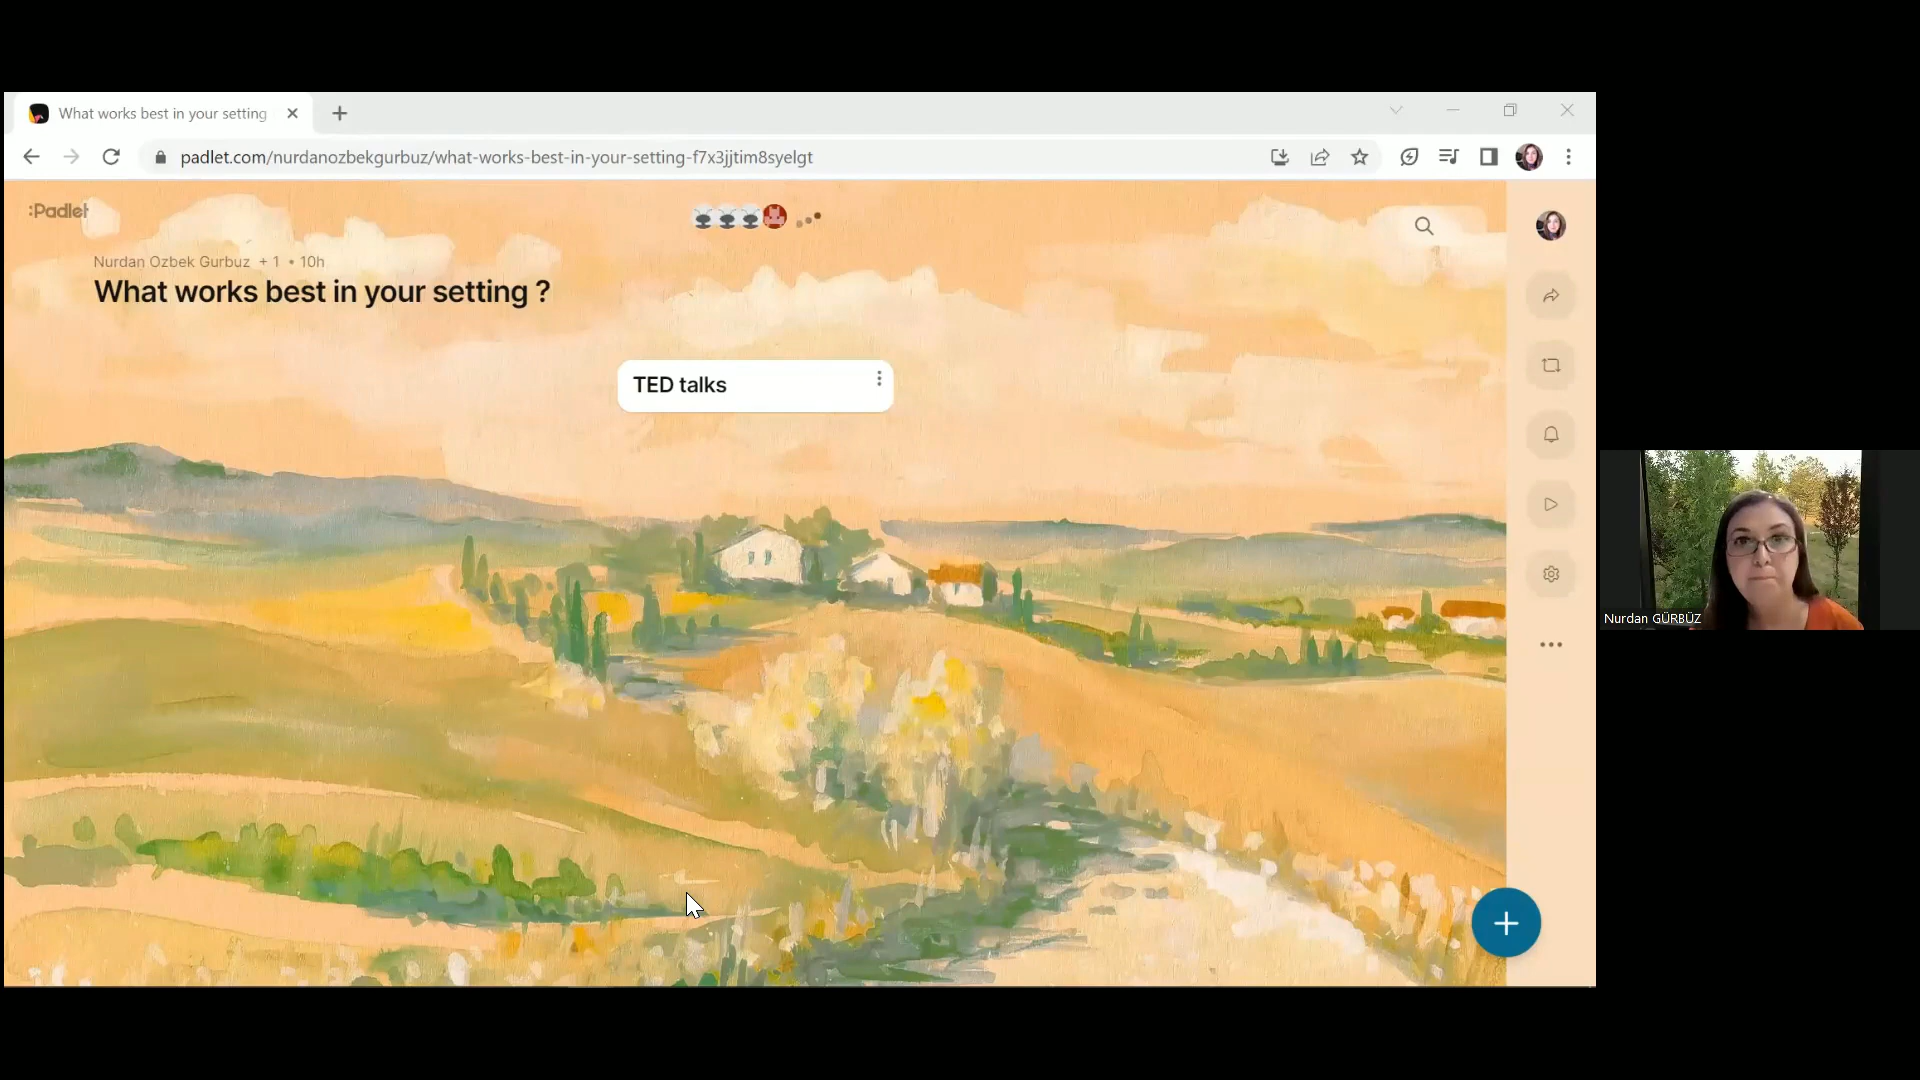 What works best in your setting
padlet.com/nurdanozbekgurbuz/what-works-best-in-your-setting-f7x3jjtim8syelgt
:Padlet
Nurdan Ozbek Gurbuz + 1 • 10h
What works best in your setting ?
TED talks
Nurdan GÜRBÜZ